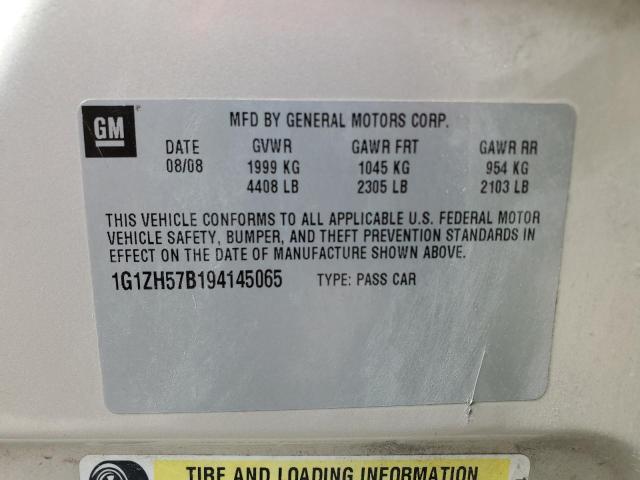 GM
MFD BY GENERAL MOTORS CORP.
DATE GVWR GAWR FRT GAWR RR
08/08 1999 KG 1045 KG 954 KG
4408 LB 2305 LB 2103 LB
THIS VEHICLE CONFORMS TO ALL APPLICABLE U.S. FEDERAL MOTOR
VEHICLE SAFETY, BUMPER, AND THEFT PREVENTION STANDARDS IN
EFFECT ON THE DATE OF MANUFACTURE SHOWN ABOVE.
1G1ZH57B194145065 TYPE: PASS CAR
TIRE AND LOADING INFORMATION